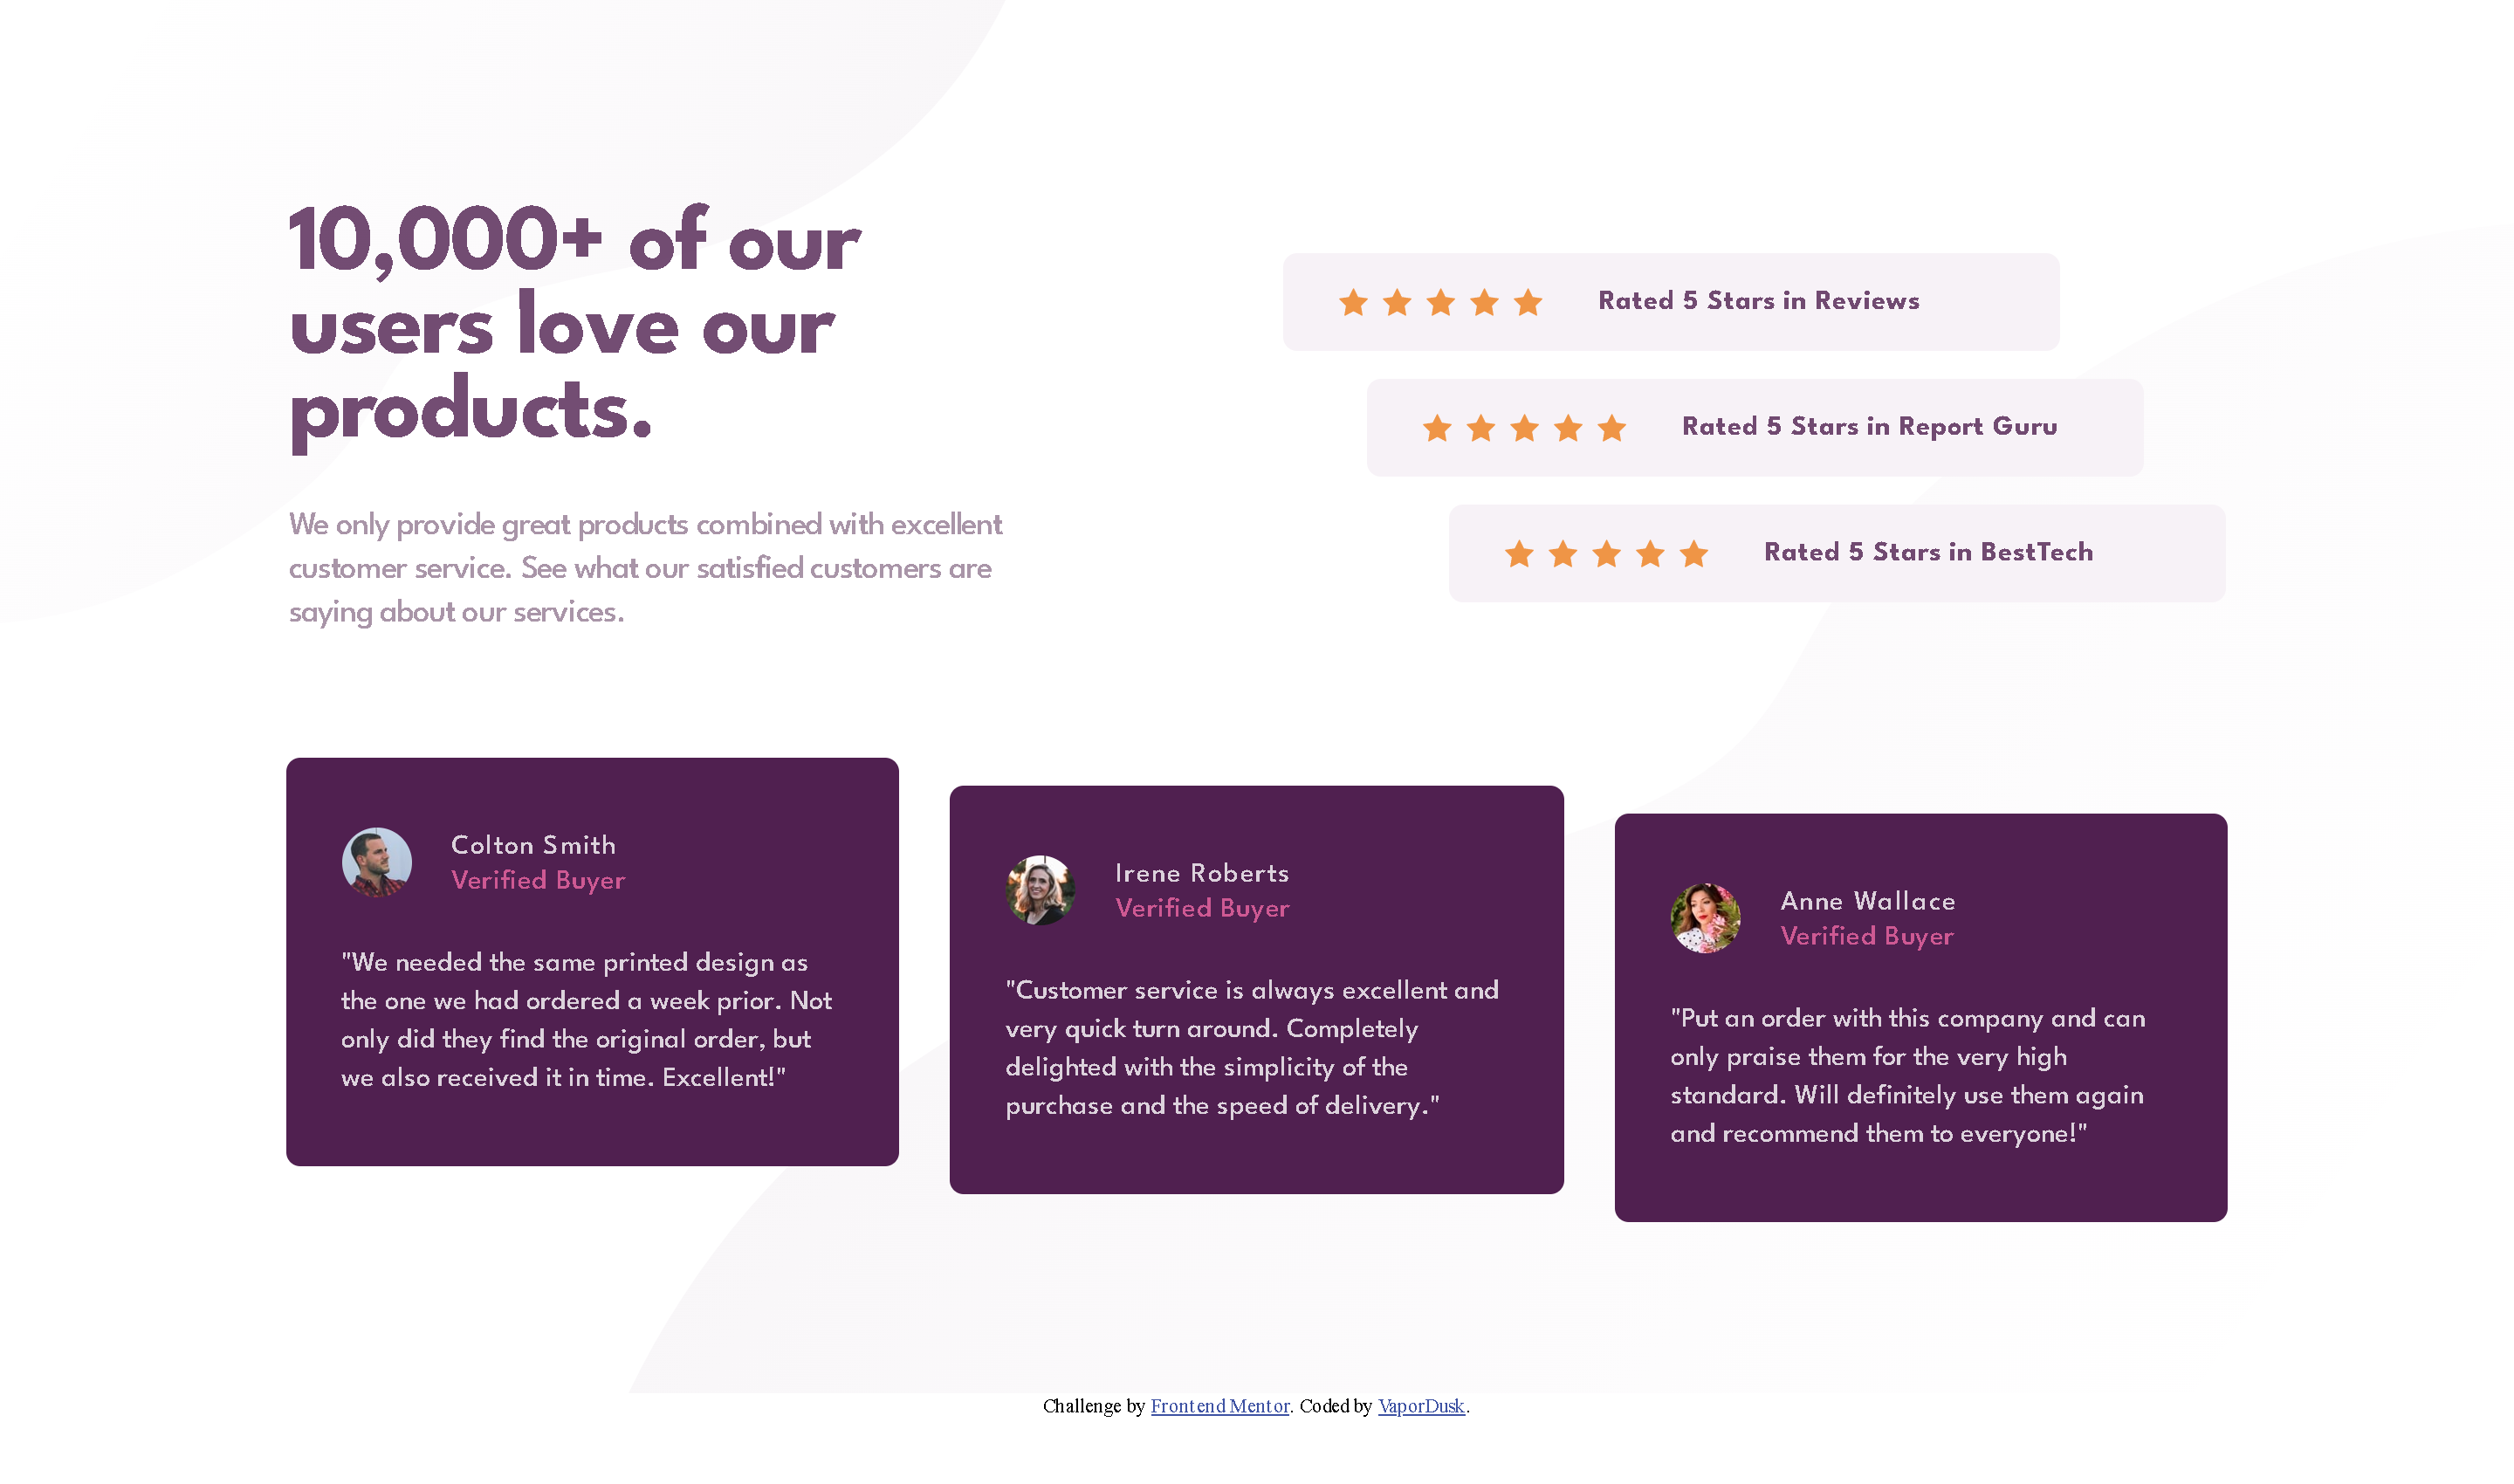 10,000+ of our
users love our
products.
We only provide great products combined with excellent
customer service. See what our satisfied customers are
saying about our services.
Rated 5 Stars in Reviews
Rated 5 Stars in Report Guru
Rated 5 Stars in BestTech
Colton Smith
Verified Buyer
"We needed the same printed design as
the one we had ordered a week prior. Not
only did they find the original order, but
we also received it in time. Excellent!"
Irene Roberts
Verified Buyer
"Customer service is always excellent and
very quick turn around. Completely
delighted with the simplicity of the
purchase and the speed of delivery."
Anne Wallace
Verified Buyer
"Put an order with this company and can
only praise them for the very high
standard. Will definitely use them again
and recommend them to everyone!"
Challenge by Frontend Mentor. Coded by VaporDusk.